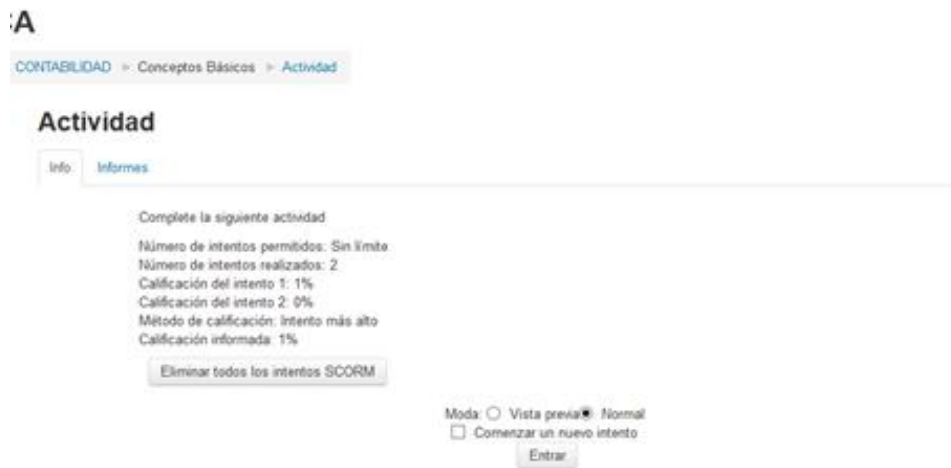 CA
CONTABILIDAD ► Conceptos Básicos ► Actividad
Actividad
Info Informes
Complete la siguiente actividad
Número de intentos permitidos: Sin límite
Número de intentos realizados: 2
Calificación del intento 1: 1%
Calificación del intento 2: 0%
Método de calificación: Intento más alto
Calificación informada: 1%
Eliminar todos los intentos SCORM
Moda: Vista previa Normal
Comenzar un nuevo intento
Entrar